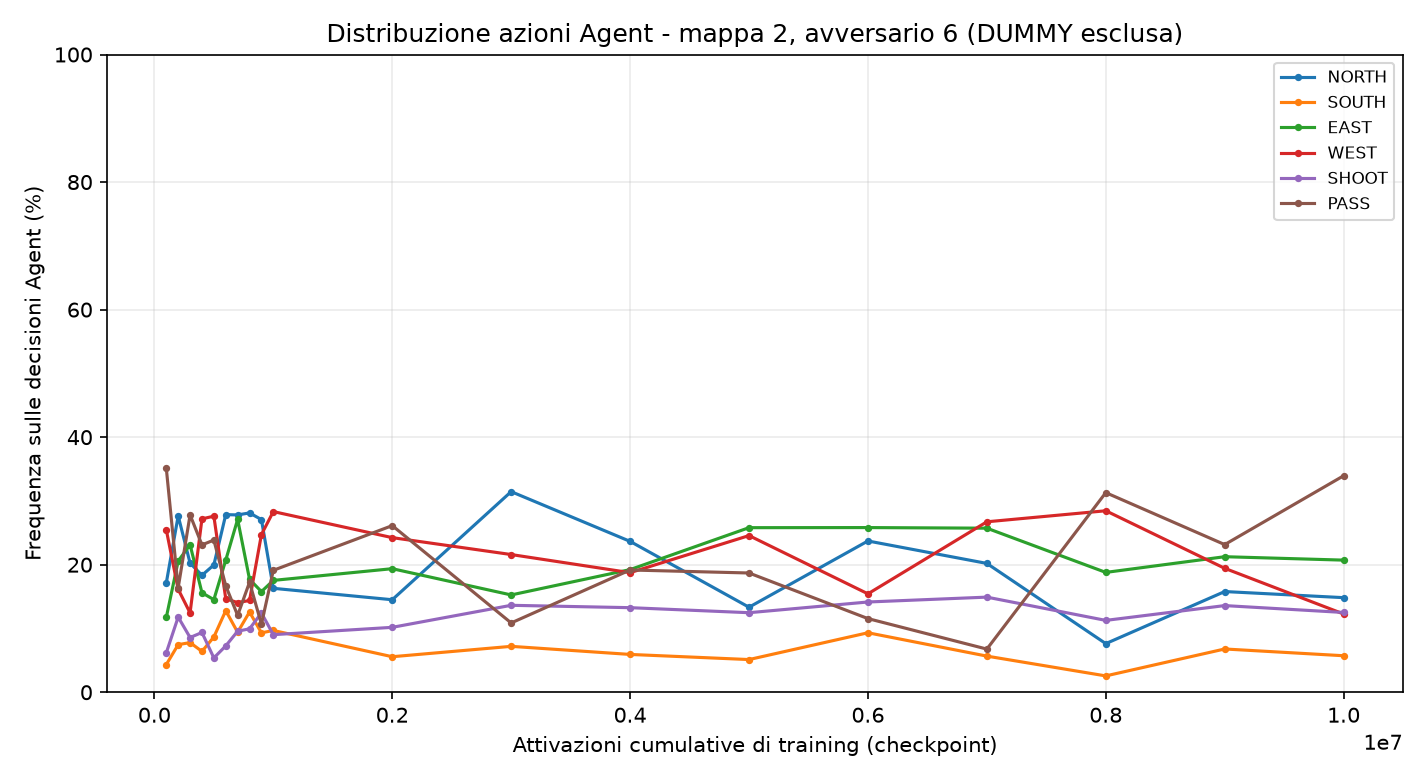 Distribuzione azioni Agent - mappa 2, avversario 6 (DUMMY esclusa)
Frequenza sulle decisioni Agent (%)
100
80
60
40
20
0
NORTH
SOUTH
EAST
WEST
SHOOT
PASS
0.0 0.2 0.4 0.6 0.8 1.0
1e7
Attivazioni cumulative di training (checkpoint)